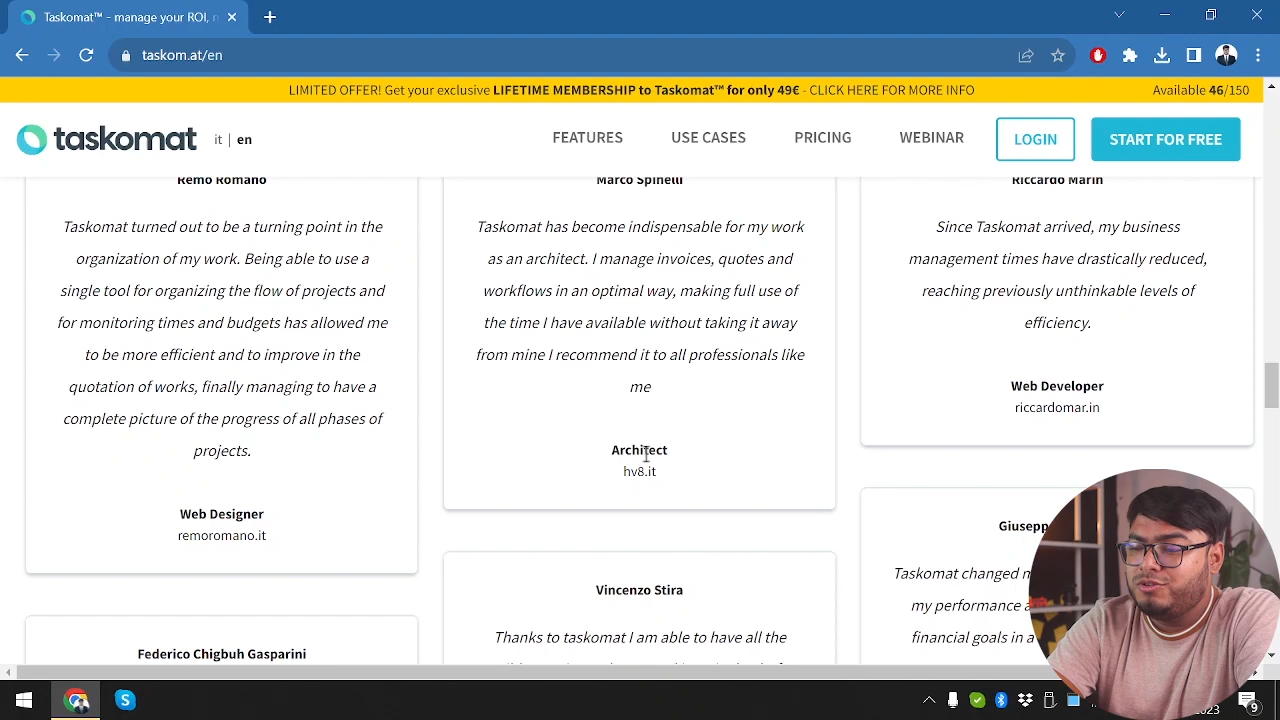 Taskomat™ - manage your onlin
taskom.at/en
LIMITED OFFER! Get your exclusive LIFETIME MEMBERSHIP to Taskomat™ for only 49€ - CLICK HERE FOR MORE INFO
Available 46/150
taskomat
it | en
FEATURES
USE CASES
PRICING
WEBINAR
LOGIN
START FOR FREE
Remo Romano
Taskomat turned out to be a turning point in the
organization of my work. Being able to use a
single tool for organizing the flow of projects and
for monitoring times and budgets has allowed me
to be more efficient and to improve in the
quotation of works, finally managing to have a
complete picture of the progress of all phases of
projects.
Web Designer
remoromano.it
Federico Chigbuh Gasparini
Marco Spinelli
Taskomat has become indispensable for my work
as an architect. I manage invoices, quotes and
workflows in an optimal way, making full use of
the time I have available without taking it away
from mine I recommend it to all professionals like
me
Architect
hv8.it
Vincenzo Stira
Thanks to taskomat I am able to have all the
Riccardo Marin
Since Taskomat arrived, my business
management times have drastically reduced,
reaching previously unthinkable levels of
efficiency.
Web Developer
riccardomar.in
Giusepp
Taskomat changed
my performance
financial goals in